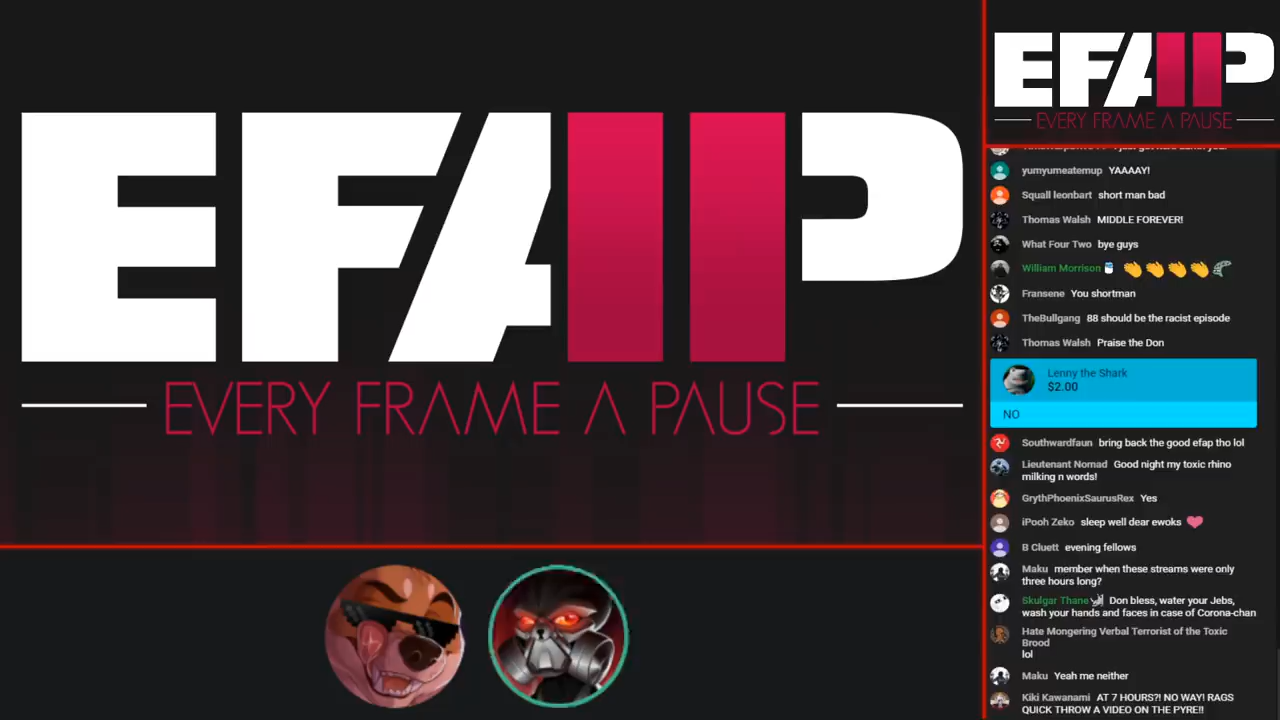 EFAP
EVERY FRAME A PAUSE
EFAP
EVERY FRAME A PAUSE
yumyumeatemup YAAAAY!
Squall leonbart short man bad
Thomas Walsh MIDDLE FOREVER!
What Four Two bye guys
William Morrison
Fransene You shortman
TheBullgang 88 should be the racist episode
Thomas Walsh Praise the Don
Lenny the Shark
$2.00
NO
Southwardfaun bring back the good efap tho lol
Lieutenant Nomad Good night my toxic rhino
milking n words!
GrythPhoenixSaurusRex Yes
iPooh Zeko sleep well dear ewoks
B Cluett evening fellows
Maku member when these streams were only
three hours long?
Skulgar Thane Don bless, water your Jebs,
wash your hands and faces in case of Corona-chan
Hate Mongering Verbal Terrorist of the Toxic
Brood
lol
Maku Yeah me neither
Kiki Kawanami AT 7 HOURS?! NO WAY! RAGS
QUICK THROW A VIDEO ON THE PYRE!!